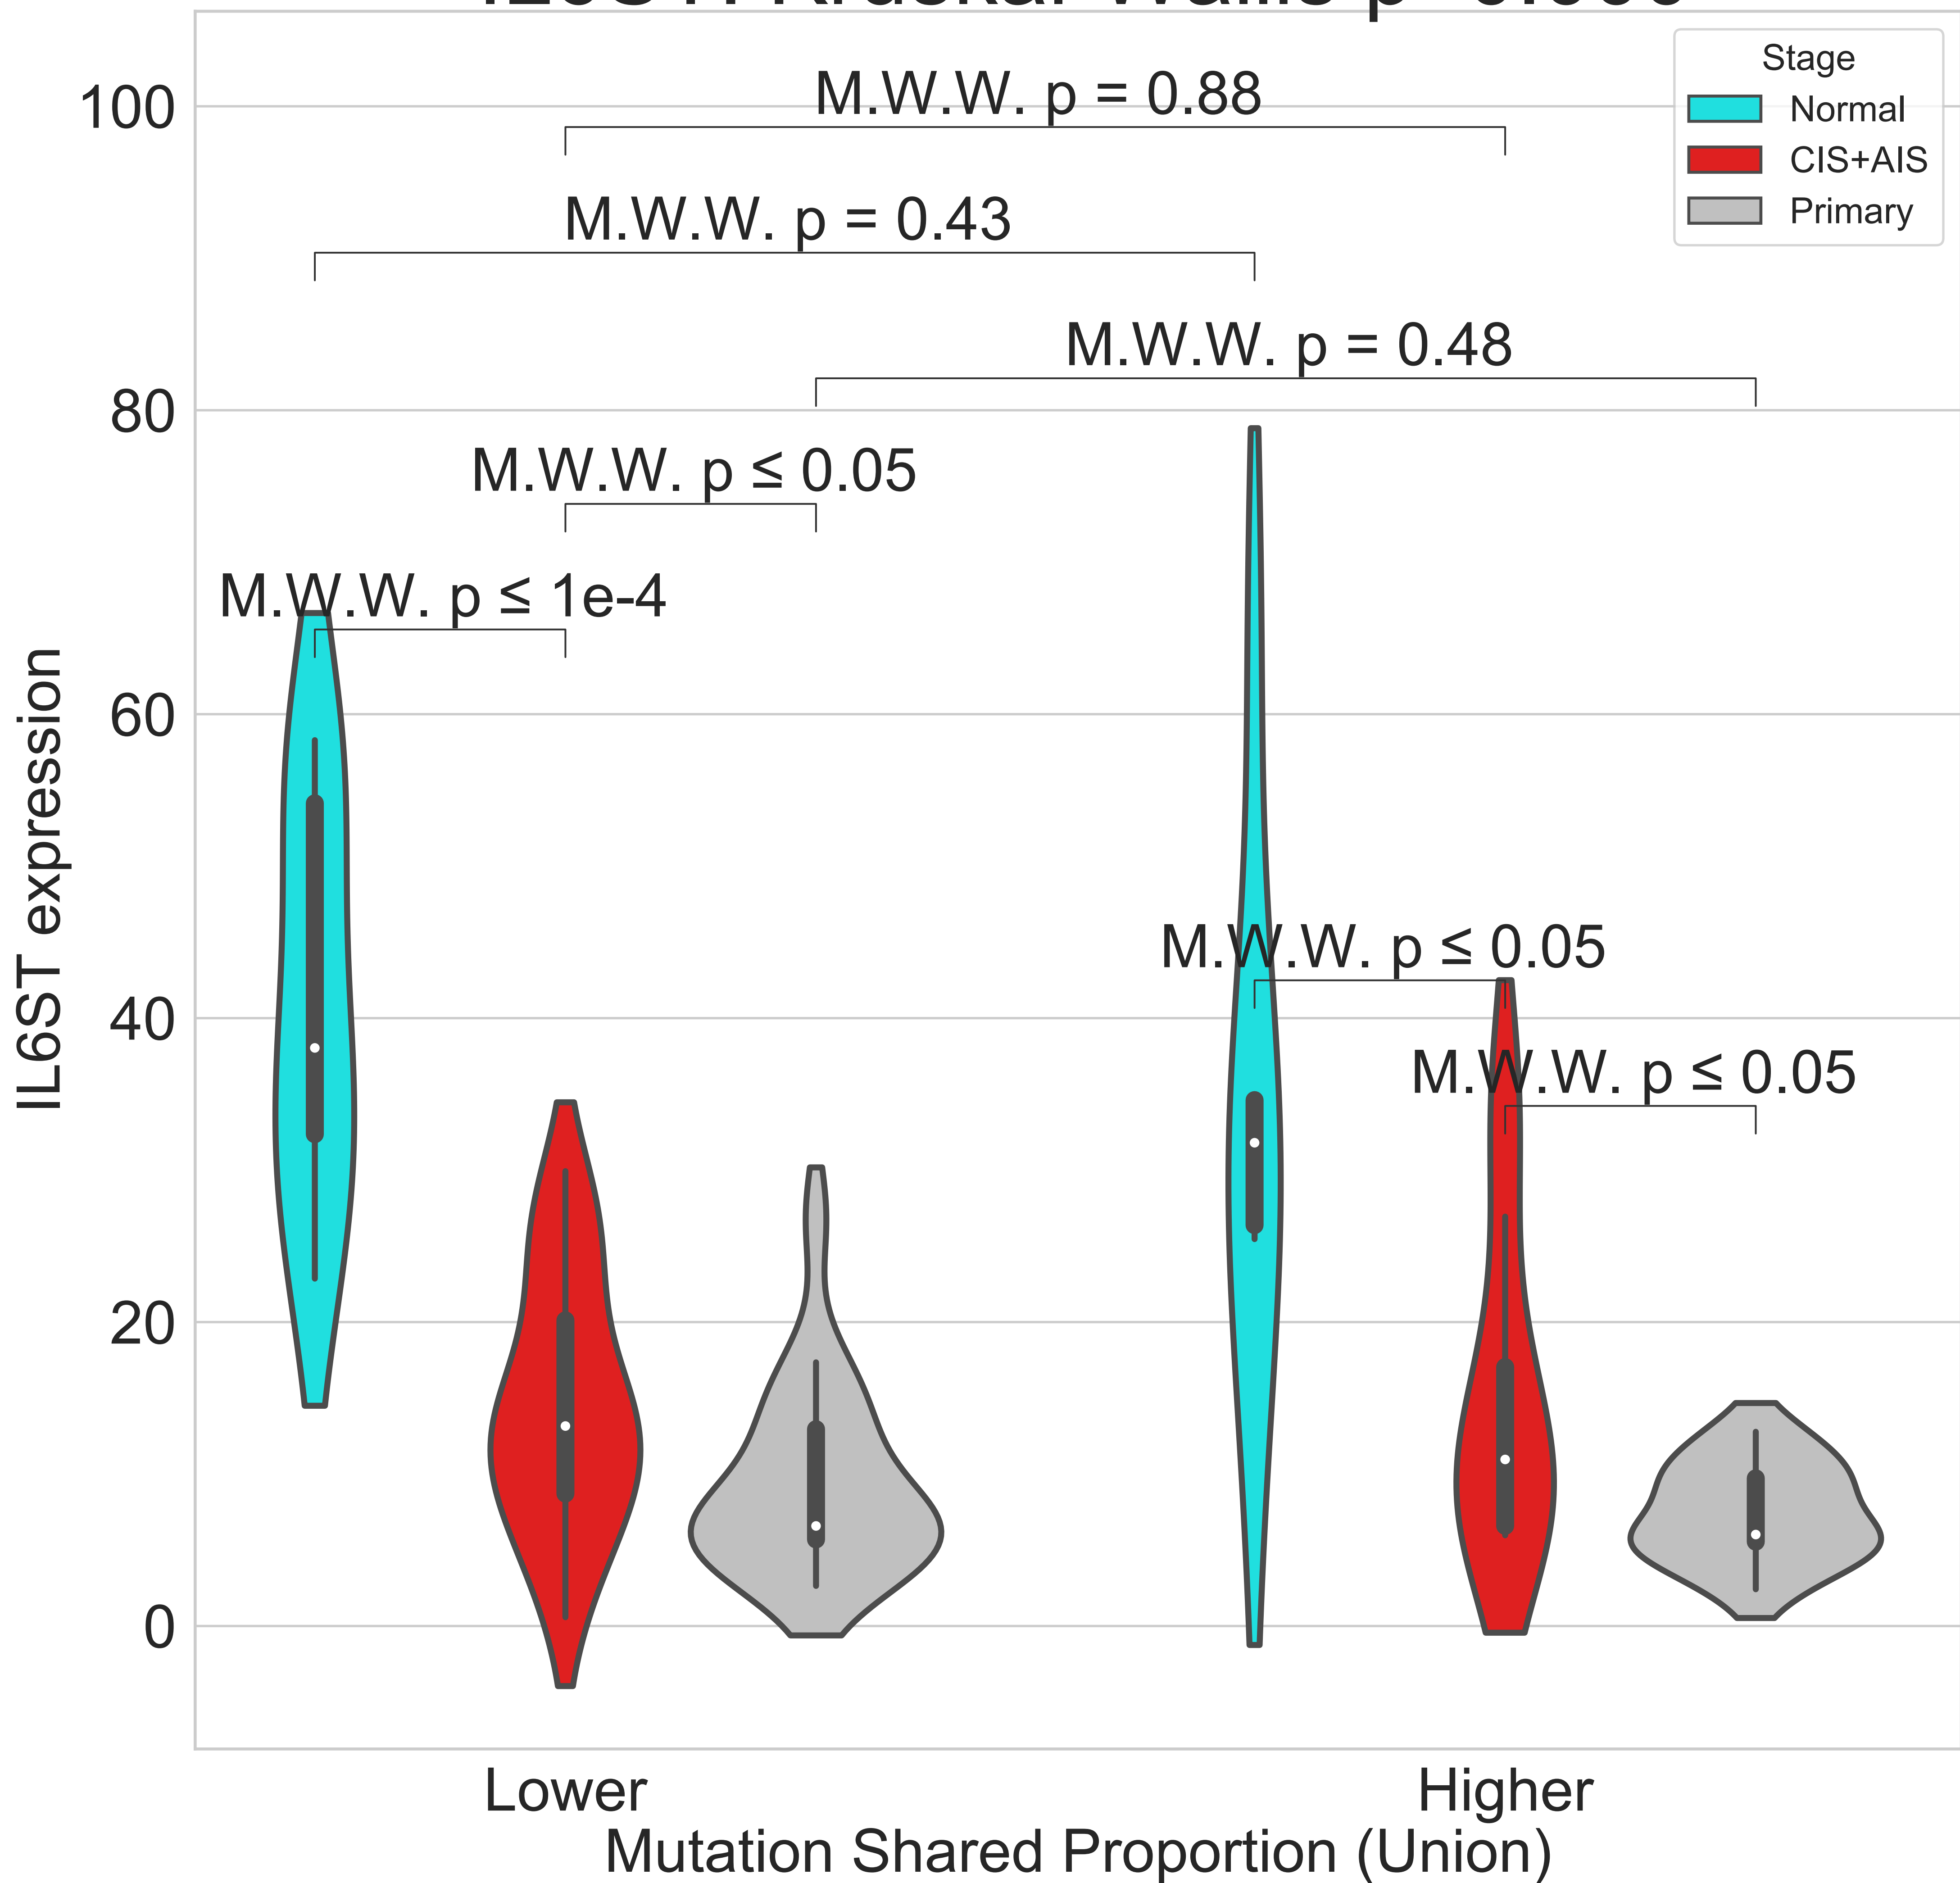 Stage
Normal
CIS+AIS
Primary
M.W.W. p = 0.88
M.W.W. p = 0.43
M.W.W. p = 0.48
M.W.W. p ≤ 0.05
M.W.W. p ≤ 1e-4
M.W.W. p ≤ 0.05
M.W.W. p ≤ 0.05
100
80
60
40
20
0
IL6ST expression
Lower
Higher
Mutation Shared Proportion (Union)